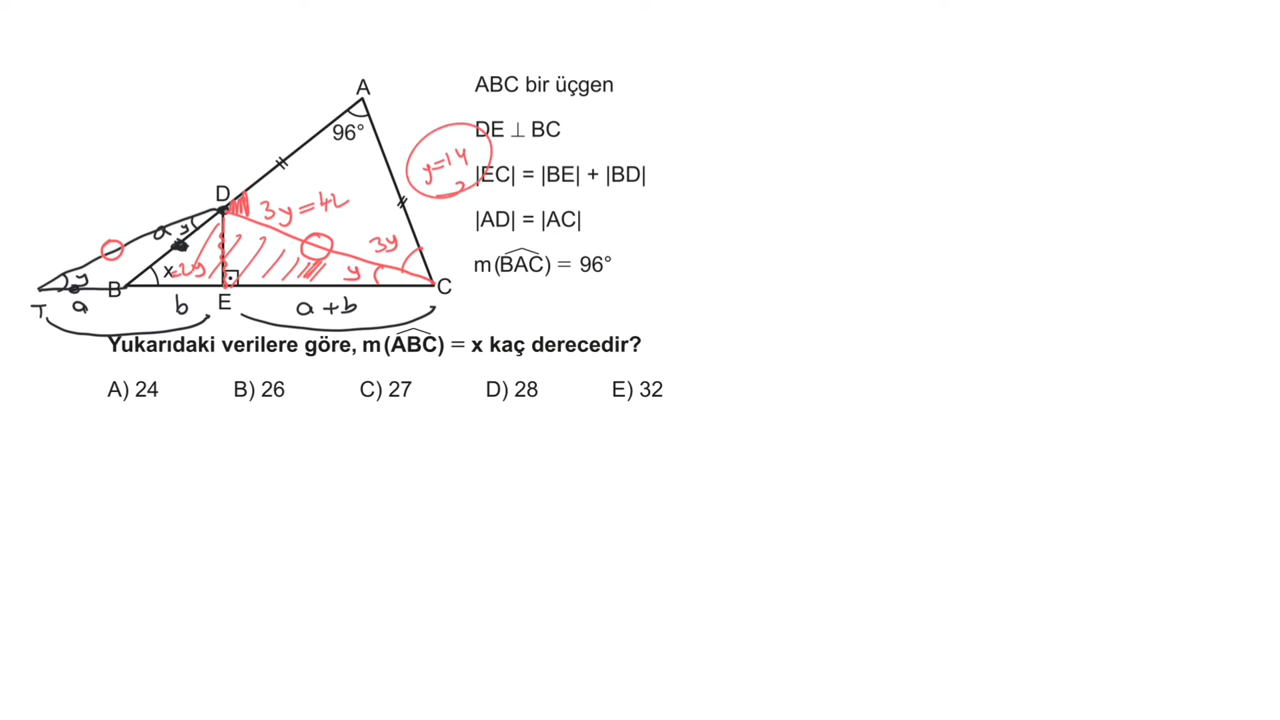 A
96°
ABC bir üçgen
DE ⊥ BC
y=14
|EC| = |BE| + |BD|
|AD| = |AC|
m(BAC) = 96°
D
3y=42
3y
a
y
y
x
=2y
y
T
a
B
b
E
a+b
C
Yukarıdaki verilere göre, m(ABC) = x kaç derecedir?
A) 24 B) 26 C) 27 D) 28 E) 32